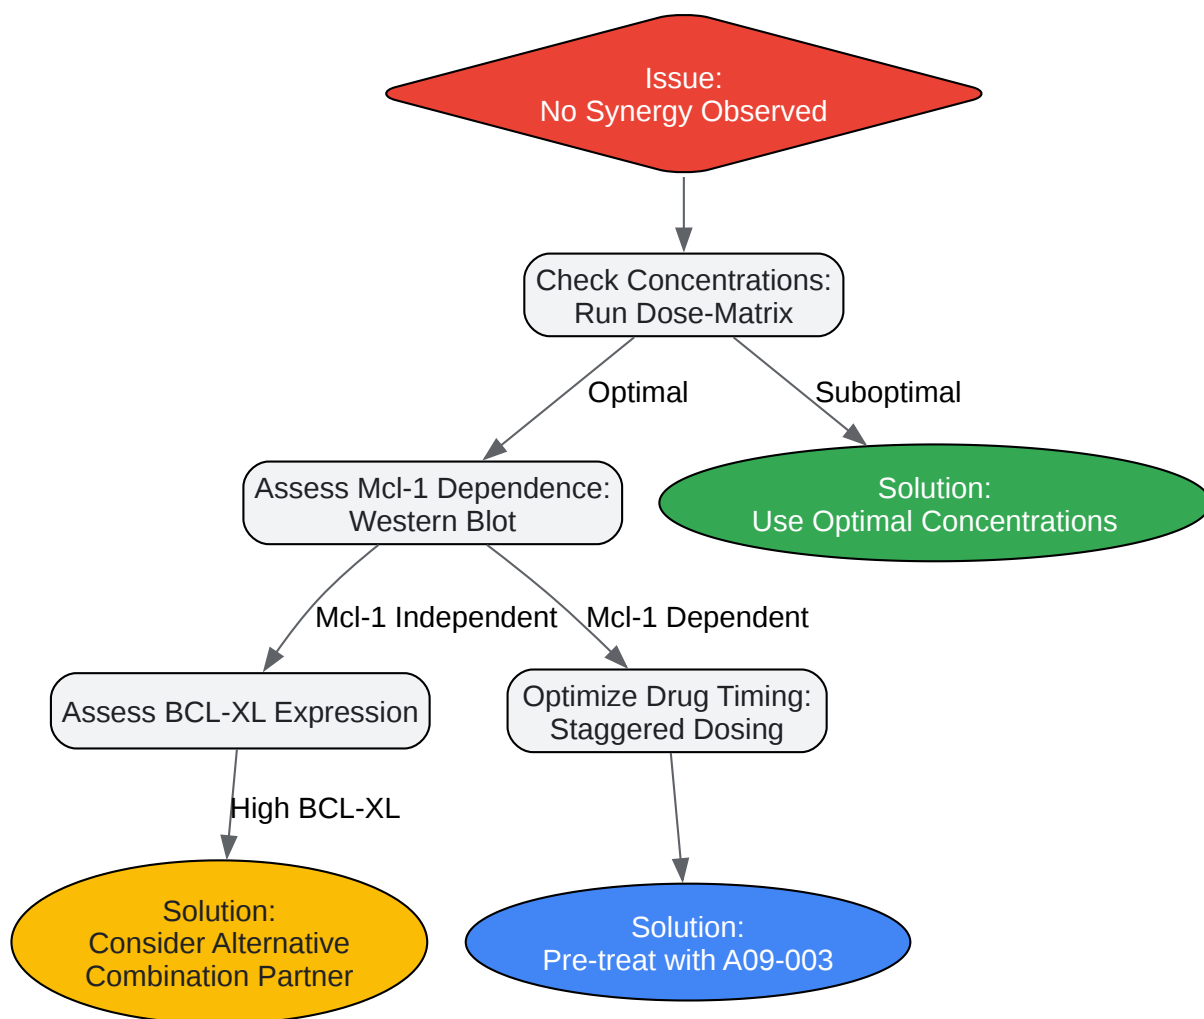 Issue:
No Synergy Observed
Check Concentrations:
Run Dose-Matrix
Optimal
Suboptimal
Assess Mcl-1 Dependence:
Western Blot
Solution:
Use Optimal Concentrations
Mcl-1 Independent
Mcl-1 Dependent
Assess BCL-XL Expression
Optimize Drug Timing:
Staggered Dosing
High BCL-XL
Solution:
Consider Alternative
Combination Partner
Solution:
Pre-treat with A09-003